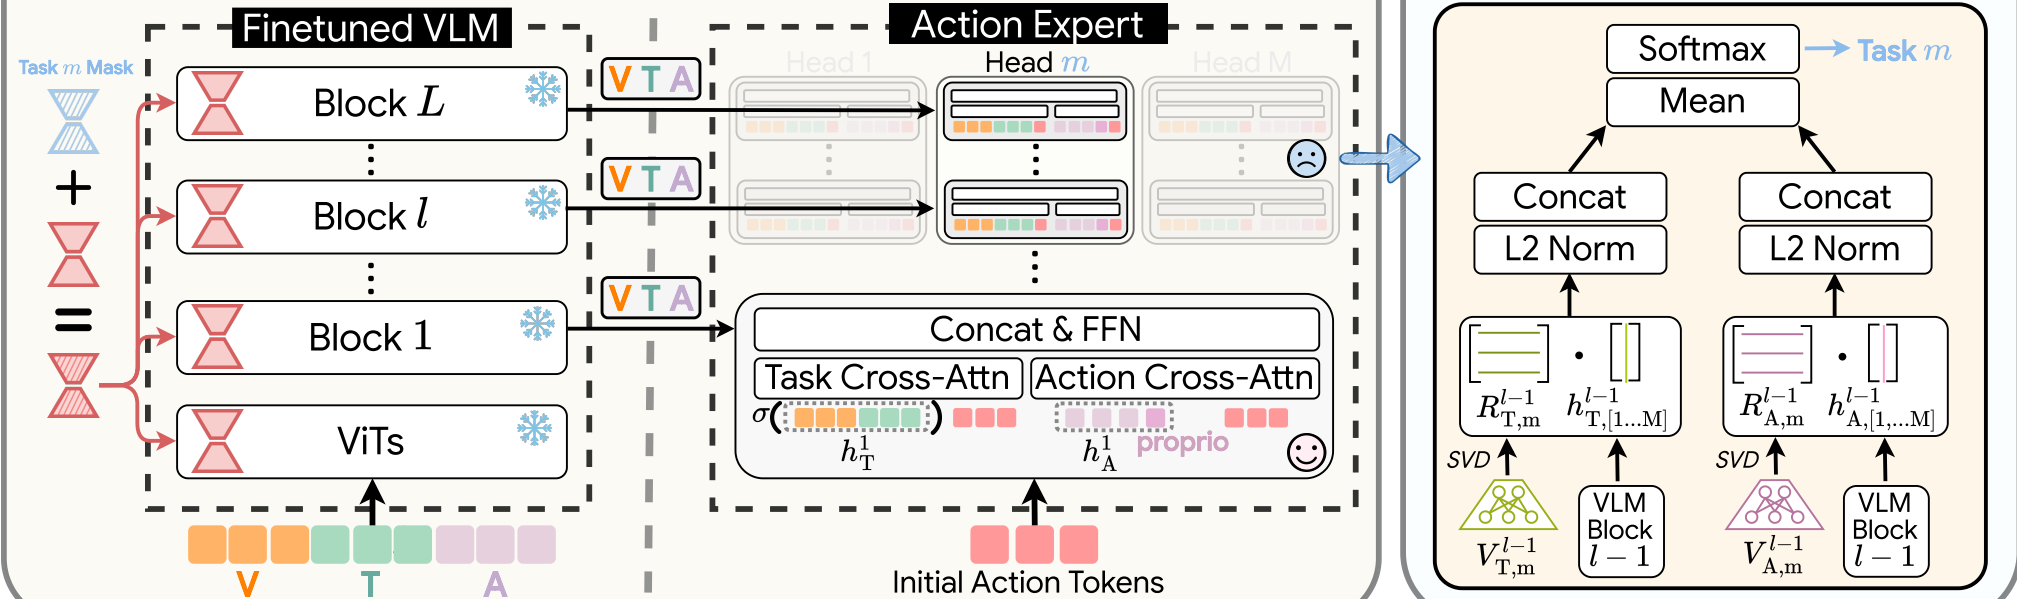 Finetuned VLM
Task m Mask
+
=
Block L
Block l
Block 1
ViTs
V T A
V T A
V T A
V
T
A
Action Expert
Head 1
Head m
Head M
Concat & FFN
Task Cross-Attn
Action Cross-Attn
σ( )
h_T^1
h_A^1
proprio
Initial Action Tokens
Softmax
Task m
Mean
Concat
Concat
L2 Norm
L2 Norm
[ ] · [ ]
[ ] · [ ]
R_{T,m}^{l−1} h_{T,[1...M]}^{l−1}
R_{A,m}^{l−1} h_{A,[1,...M]}^{l−1}
SVD
SVD
V_{T,m}^{l−1}
VLM
Block
l − 1
V_{A,m}^{l−1}
VLM
Block
l − 1